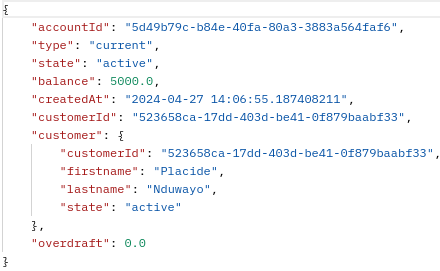 {
    "accountId": "5d49b79c-b84e-40fa-80a3-3883a564faf6",
    "type": "current",
    "state": "active",
    "balance": 5000.0,
    "createdAt": "2024-04-27 14:06:55.187408211",
    "customerId": "523658ca-17dd-403d-be41-0f879baabf33",
    "customer": {
        "customerId": "523658ca-17dd-403d-be41-0f879baabf33",
        "firstname": "Placide",
        "lastname": "Nduwayo",
        "state": "active"
    },
    "overdraft": 0.0
}